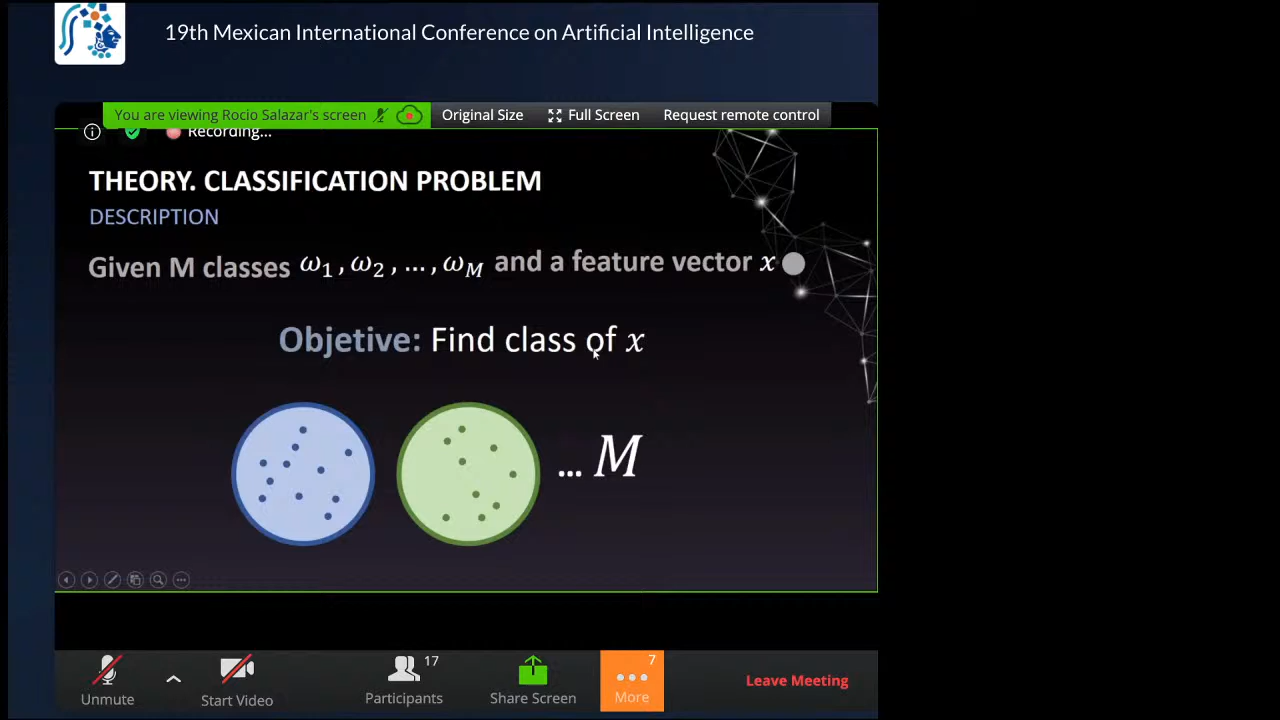 19th Mexican International Conference on Artificial Intelligence
You are viewing Rocio Salazar's screen
Original Size
Full Screen
Request remote control
Recording...
THEORY. CLASSIFICATION PROBLEM
DESCRIPTION
Given M classes ω₁, ω₂, ..., ω_M and a feature vector x
Objetive: Find class of x
... M
17
7
Unmute
Start Video
Participants
Share Screen
More
Leave Meeting